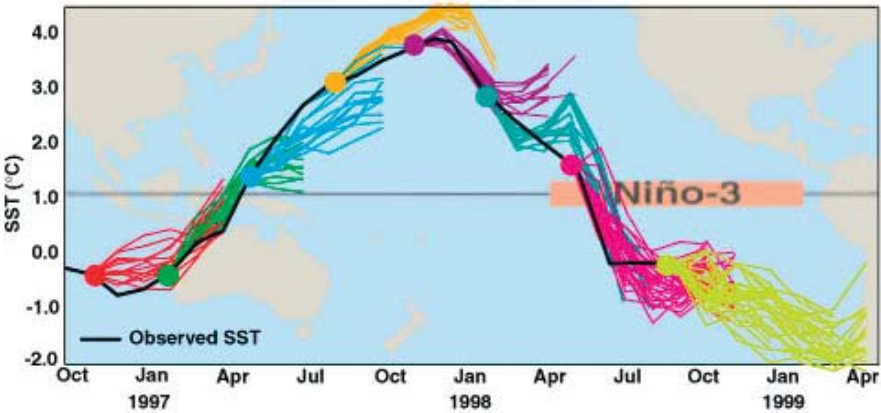 4.0
3.0
2.0
1.0
0.0
-1.0
-2.0
SST (°C)
Niño-3
Observed SST
Oct Jan Apr Jul Oct Jan Apr Jul Oct Jan Apr
1997 1998 1999